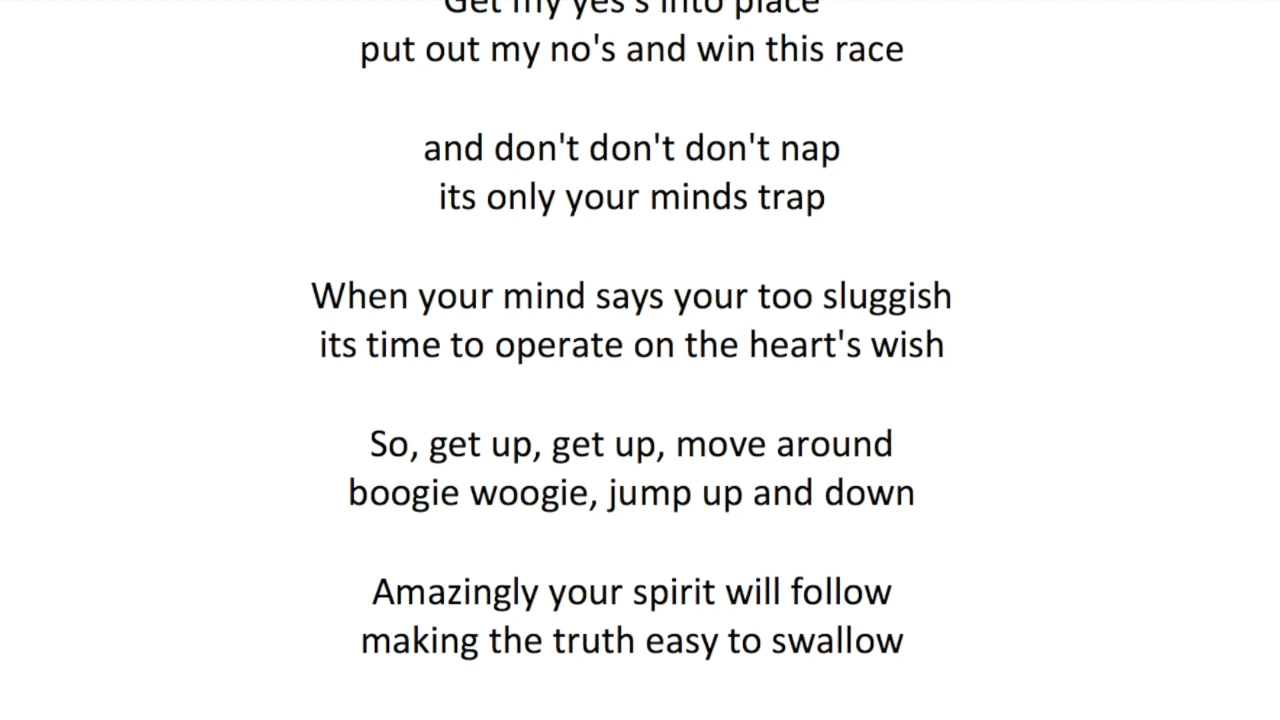 Get my yes's into place
put out my no's and win this race
and don't don't don't nap
its only your minds trap
When your mind says your too sluggish
its time to operate on the heart's wish
So, get up, get up, move around
boogie woogie, jump up and down
Amazingly your spirit will follow
making the truth easy to swallow